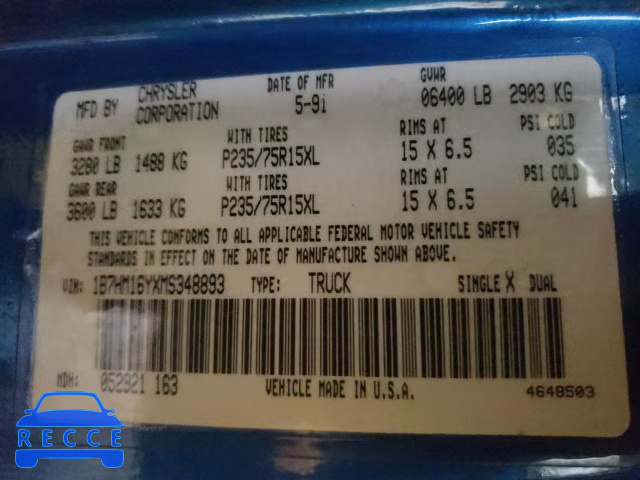 MFD BY CHRYSLER CORPORATION DATE OF MFR 5-91 GVWR 06400 LB 2903 KG
GAWR FRONT WITH TIRES RIMS AT PSI COLD
3280 LB 1488 KG P235/75R15XL 15 X 6.5 035
GAWR REAR WITH TIRES RIMS AT PSI COLD
3600 LB 1633 KG P235/75R15XL 15 X 6.5 041
THIS VEHICLE CONFORMS TO ALL APPLICABLE FEDERAL MOTOR VEHICLE SAFETY
STANDARDS IN EFFECT ON THE DATE OF MANUFACTURE SHOWN ABOVE.
VIN: 1B7HM16YXMS348893 TYPE: TRUCK SINGLE X DUAL
MDH: 052921 163 VEHICLE MADE IN U.S.A. 4648503
RECCE